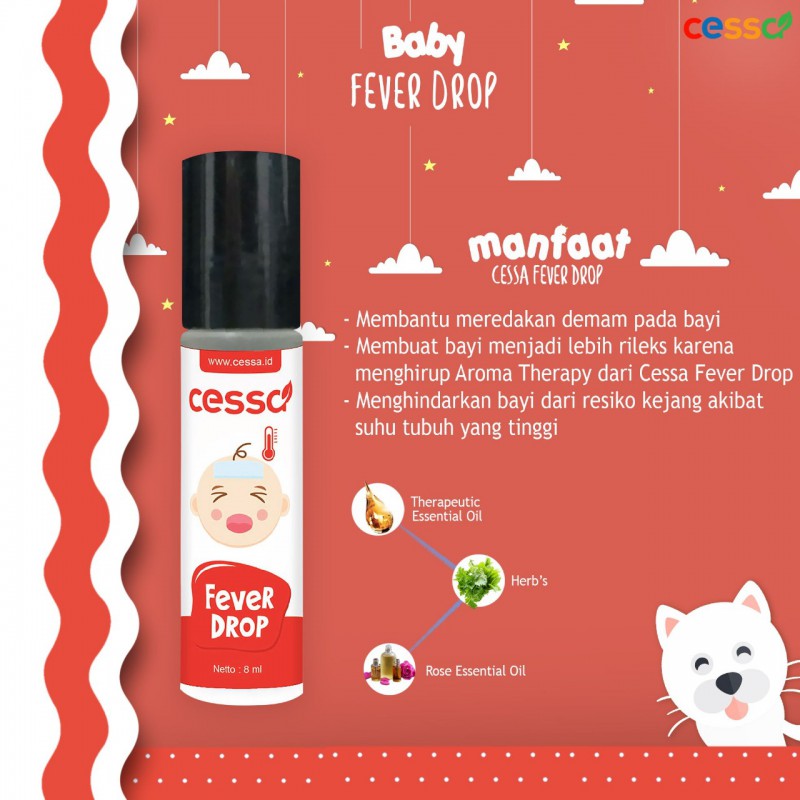 cessa
Baby
FEVER DROP
manfaat
CESSA FEVER DROP
- Membantu meredakan demam pada bayi
- Membuat bayi menjadi lebih rileks karena
menghirup Aroma Therapy dari Cessa Fever Drop
- Menghindarkan bayi dari resiko kejang akibat
suhu tubuh yang tinggi
www.cessa.id
cessa
Fever
DROP
Netto : 8 ml
Therapeutic
Essential Oil
Herb's
Rose Essential Oil